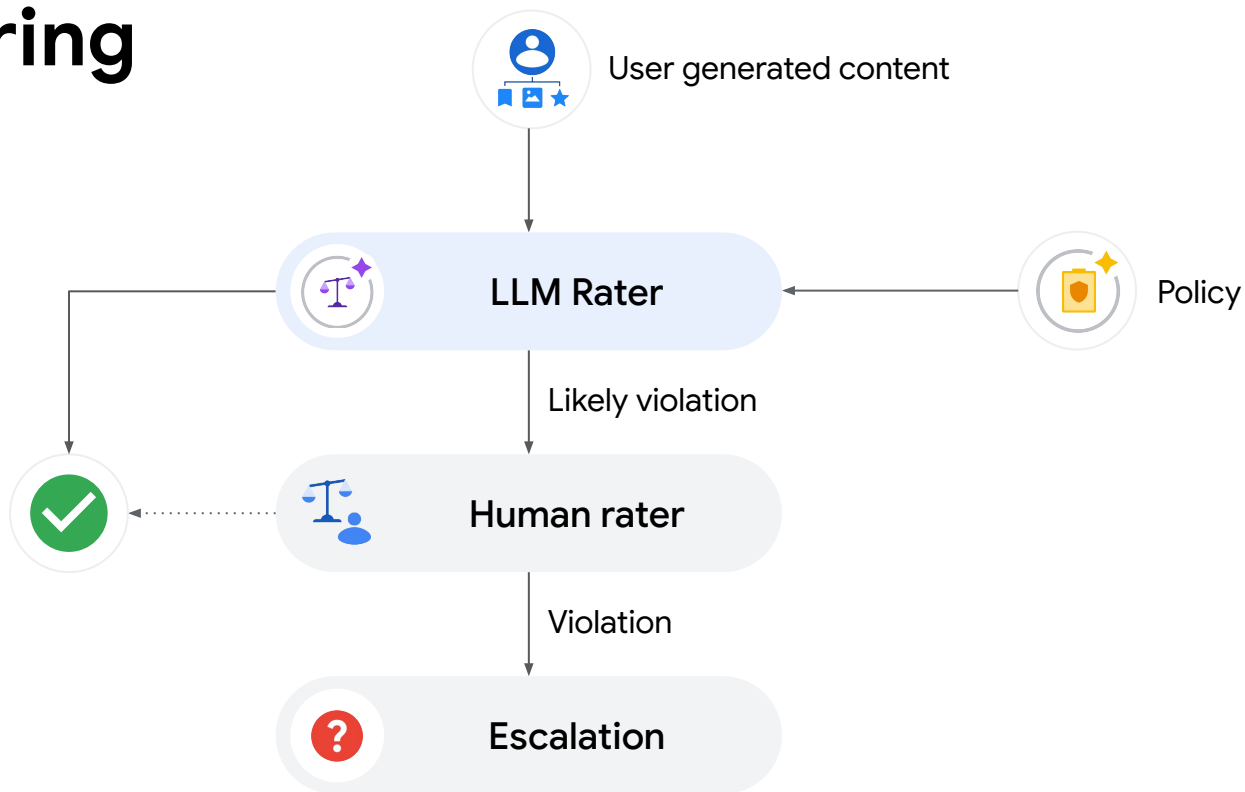 ring
User generated content
LLM Rater
Policy
Likely violation
Human rater
Violation
Escalation